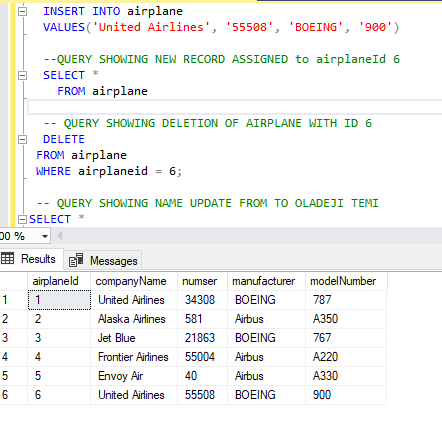 INSERT INTO airplane
VALUES('United Airlines', '55508', 'BOEING', '900')
--QUERY SHOWING NEW RECORD ASSIGNED to airplaneId 6
SELECT *
FROM airplane
-- QUERY SHOWING DELETION OF AIRPLANE WITH ID 6
DELETE
FROM airplane
WHERE airplaneid = 6;
-- QUERY SHOWING NAME UPDATE FROM TO OLADEJI TEMI
SELECT *
00 %
Results Messages
airplaneId companyName numser manufacturer modelNumber
1 1 United Airlines 34308 BOEING 787
2 2 Alaska Airlines 581 Airbus A350
3 3 Jet Blue 21863 BOEING 767
4 4 Frontier Airlines 55004 Airbus A220
5 5 Envoy Air 40 Airbus A330
6 6 United Airlines 55508 BOEING 900